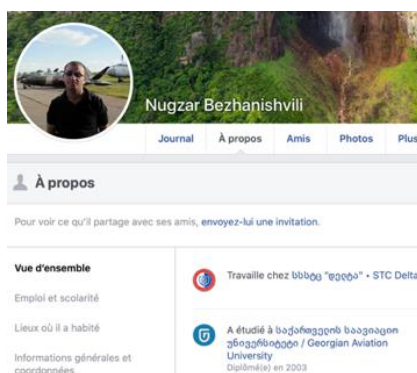 Nugzar Bezhanishvili
Journal À propos Amis Photos Plus
À propos
Pour voir ce qu'il partage avec ses amis, envoyez-lui une invitation.
Vue d'ensemble
Emploi et scolarité
Lieux où il a habité
Informations générales et
coordonnées
Travaille chez სსტც "დელტა" • STC Delta
A étudié à საქართველოს საავიაციო
უნივერსიტეტი / Georgian Aviation
University
Diplômé(e) en 2003